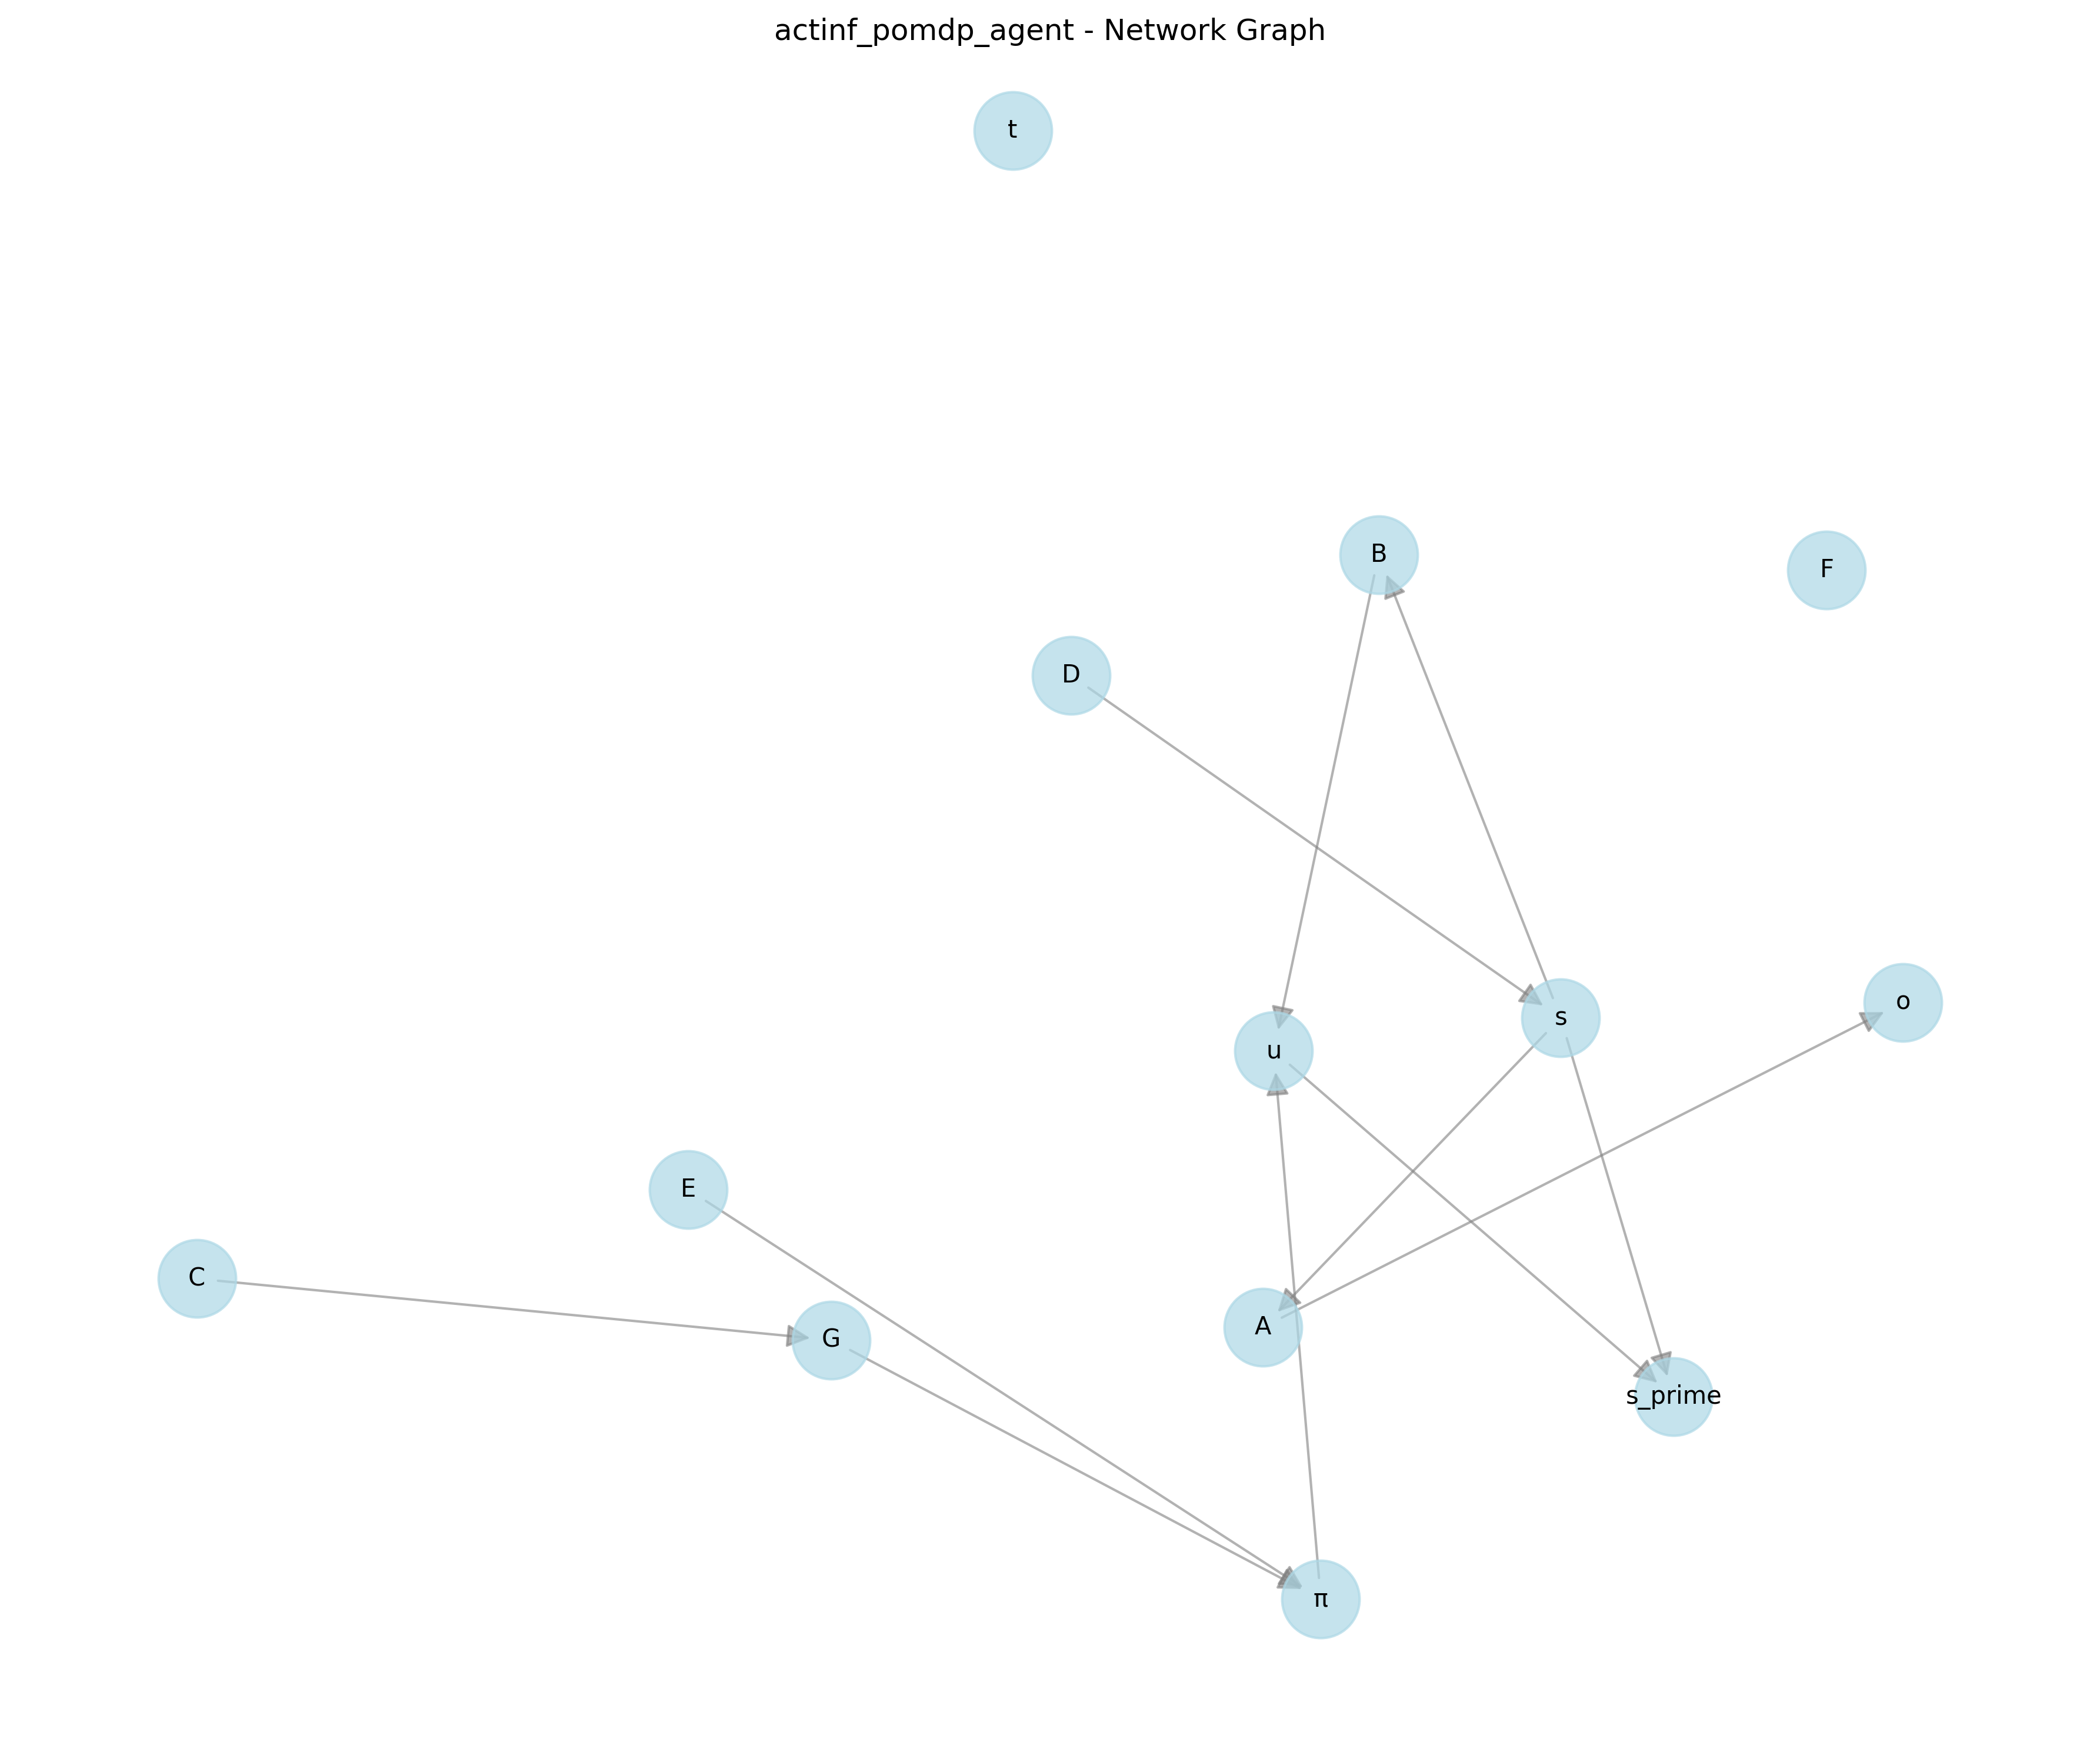 actinf_pomdp_agent - Network Graph
t
B
F
D
o
s
u
E
C
A
G
s_prime
π